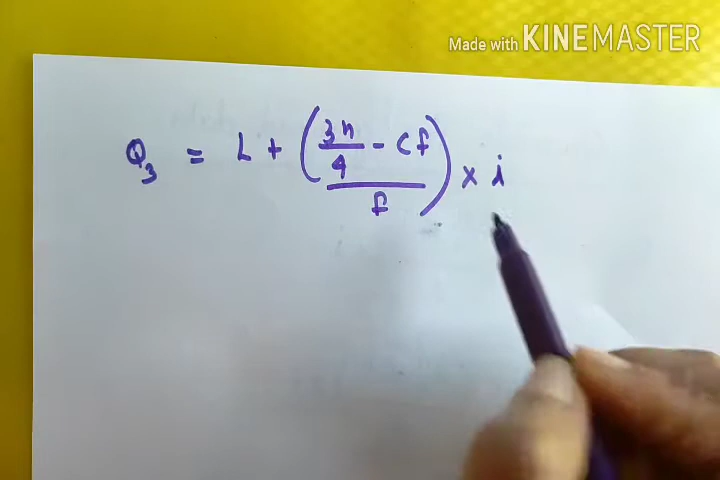 Made with KINEMASTER
Q₃ = L + ( (3n/4 - cf) / f ) × i